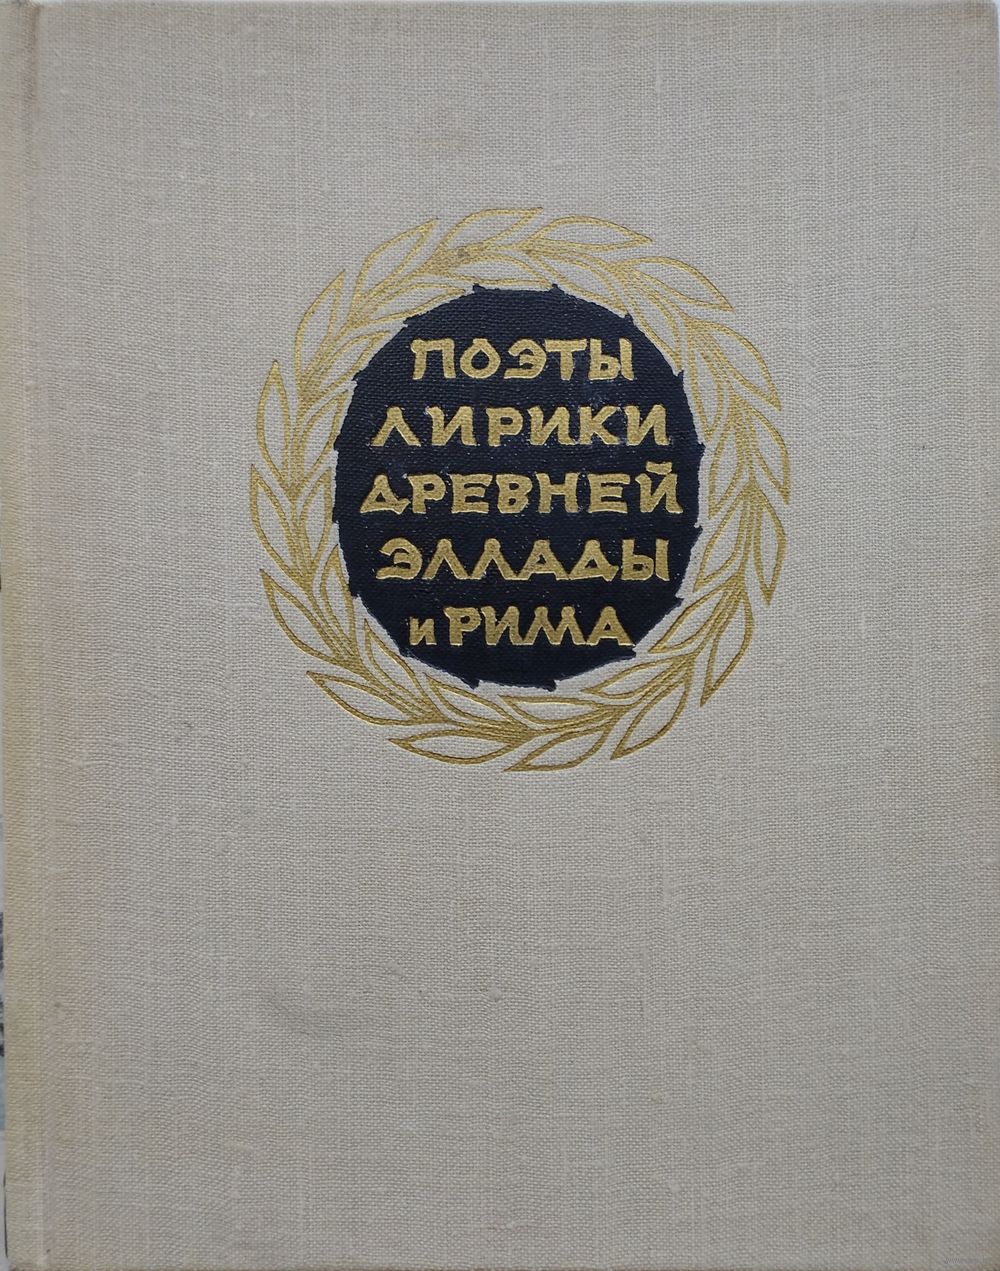 ПОЭТЫ
ЛИРИКИ
ДРЕВНЕЙ
ЭЛЛАДЫ
и РИМА